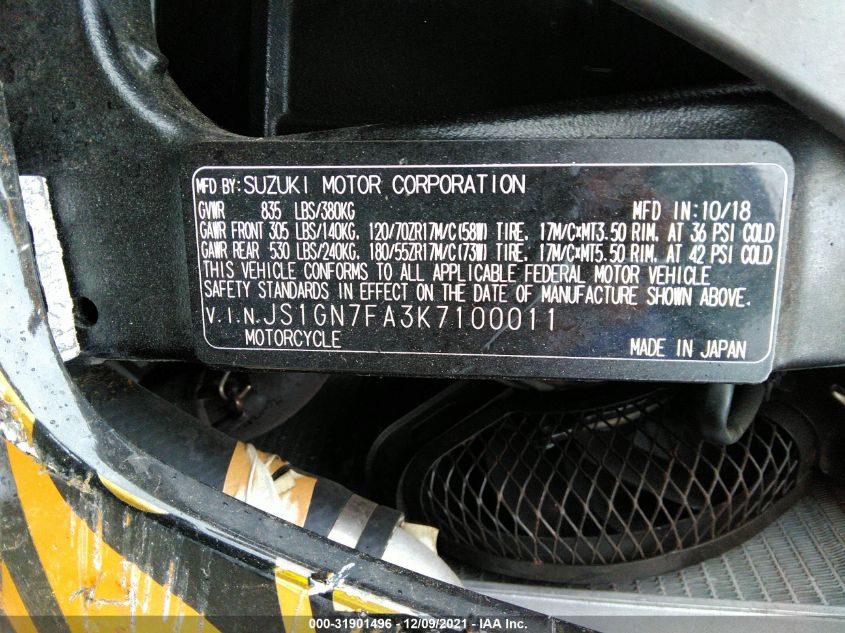 MFD BY: SUZUKI MOTOR CORPORATION
GVWR 835 LBS/380KG MFD IN: 10/18
GAWR FRONT 305 LBS/140KG. 120/70ZR17M/C(58W) TIRE. 17M/C×MT3.50 RIM. AT 36 PSI COLD
GAWR REAR 530 LBS/240KG. 180/55ZR17M/C(73W) TIRE. 17M/C×MT5.50 RIM. AT 42 PSI COLD
THIS VEHICLE CONFORMS TO ALL APPLICABLE FEDERAL MOTOR VEHICLE
SAFETY STANDARDS IN EFFECT ON THE DATE OF MANUFACTURE SHOWN ABOVE.
V.I.N. JS1GN7FA3K7100011
MOTORCYCLE MADE IN JAPAN
000-31901496 - 12/09/2021 - IAA Inc.